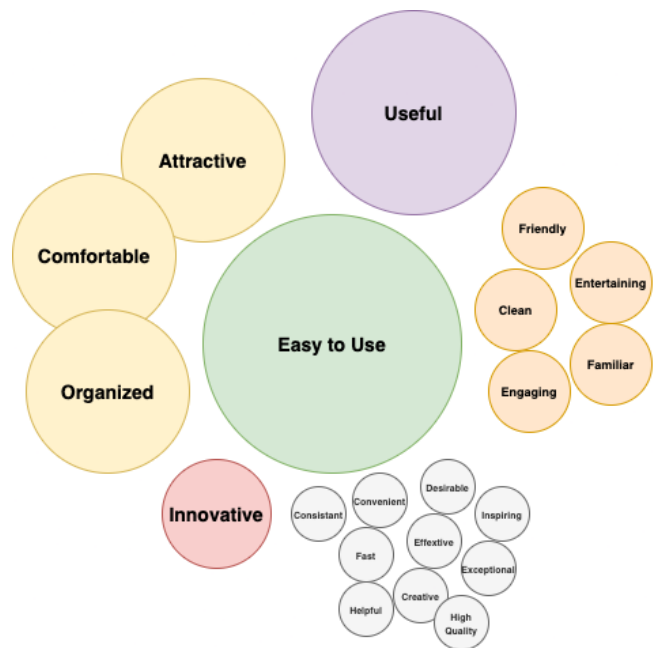 Useful
Attractive
Friendly
Comfortable
Entertaining
Clean
Easy to Use
Familiar
Organized
Engaging
Innovative
Consistant
Convenient
Desirable
Inspiring
Fast
Effextive
Exceptional
Helpful
Creative
High
Quality